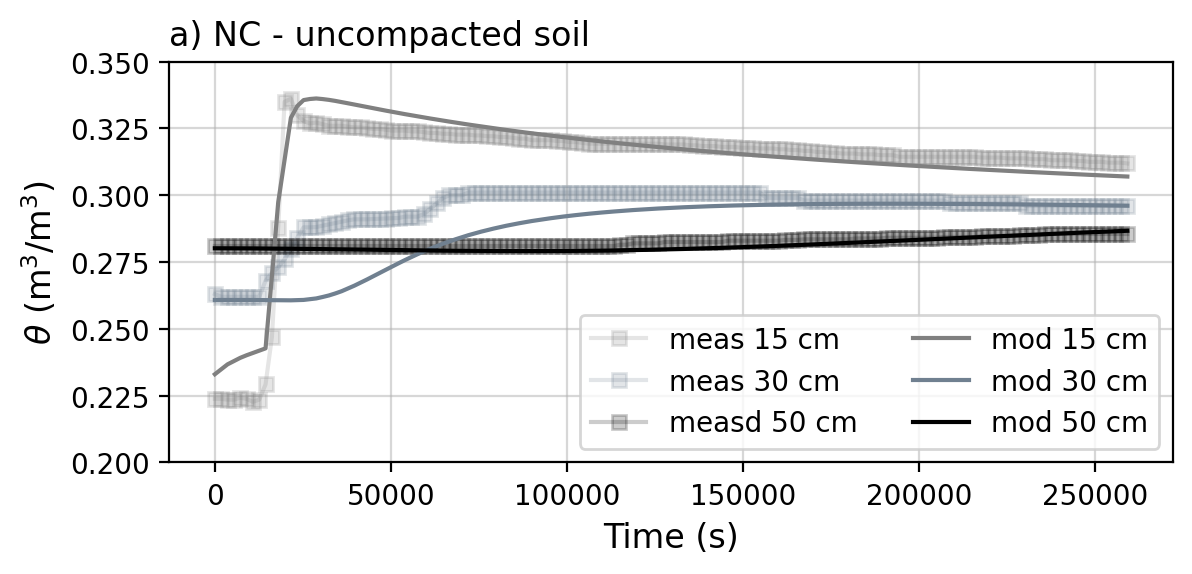 a) NC - uncompacted soil
0.350
0.325
0.300
0.275
0.250
0.225
0.200
θ (m³/m³)
meas 15 cm
meas 30 cm
measd 50 cm
mod 15 cm
mod 30 cm
mod 50 cm
0 50000 100000 150000 200000 250000
Time (s)